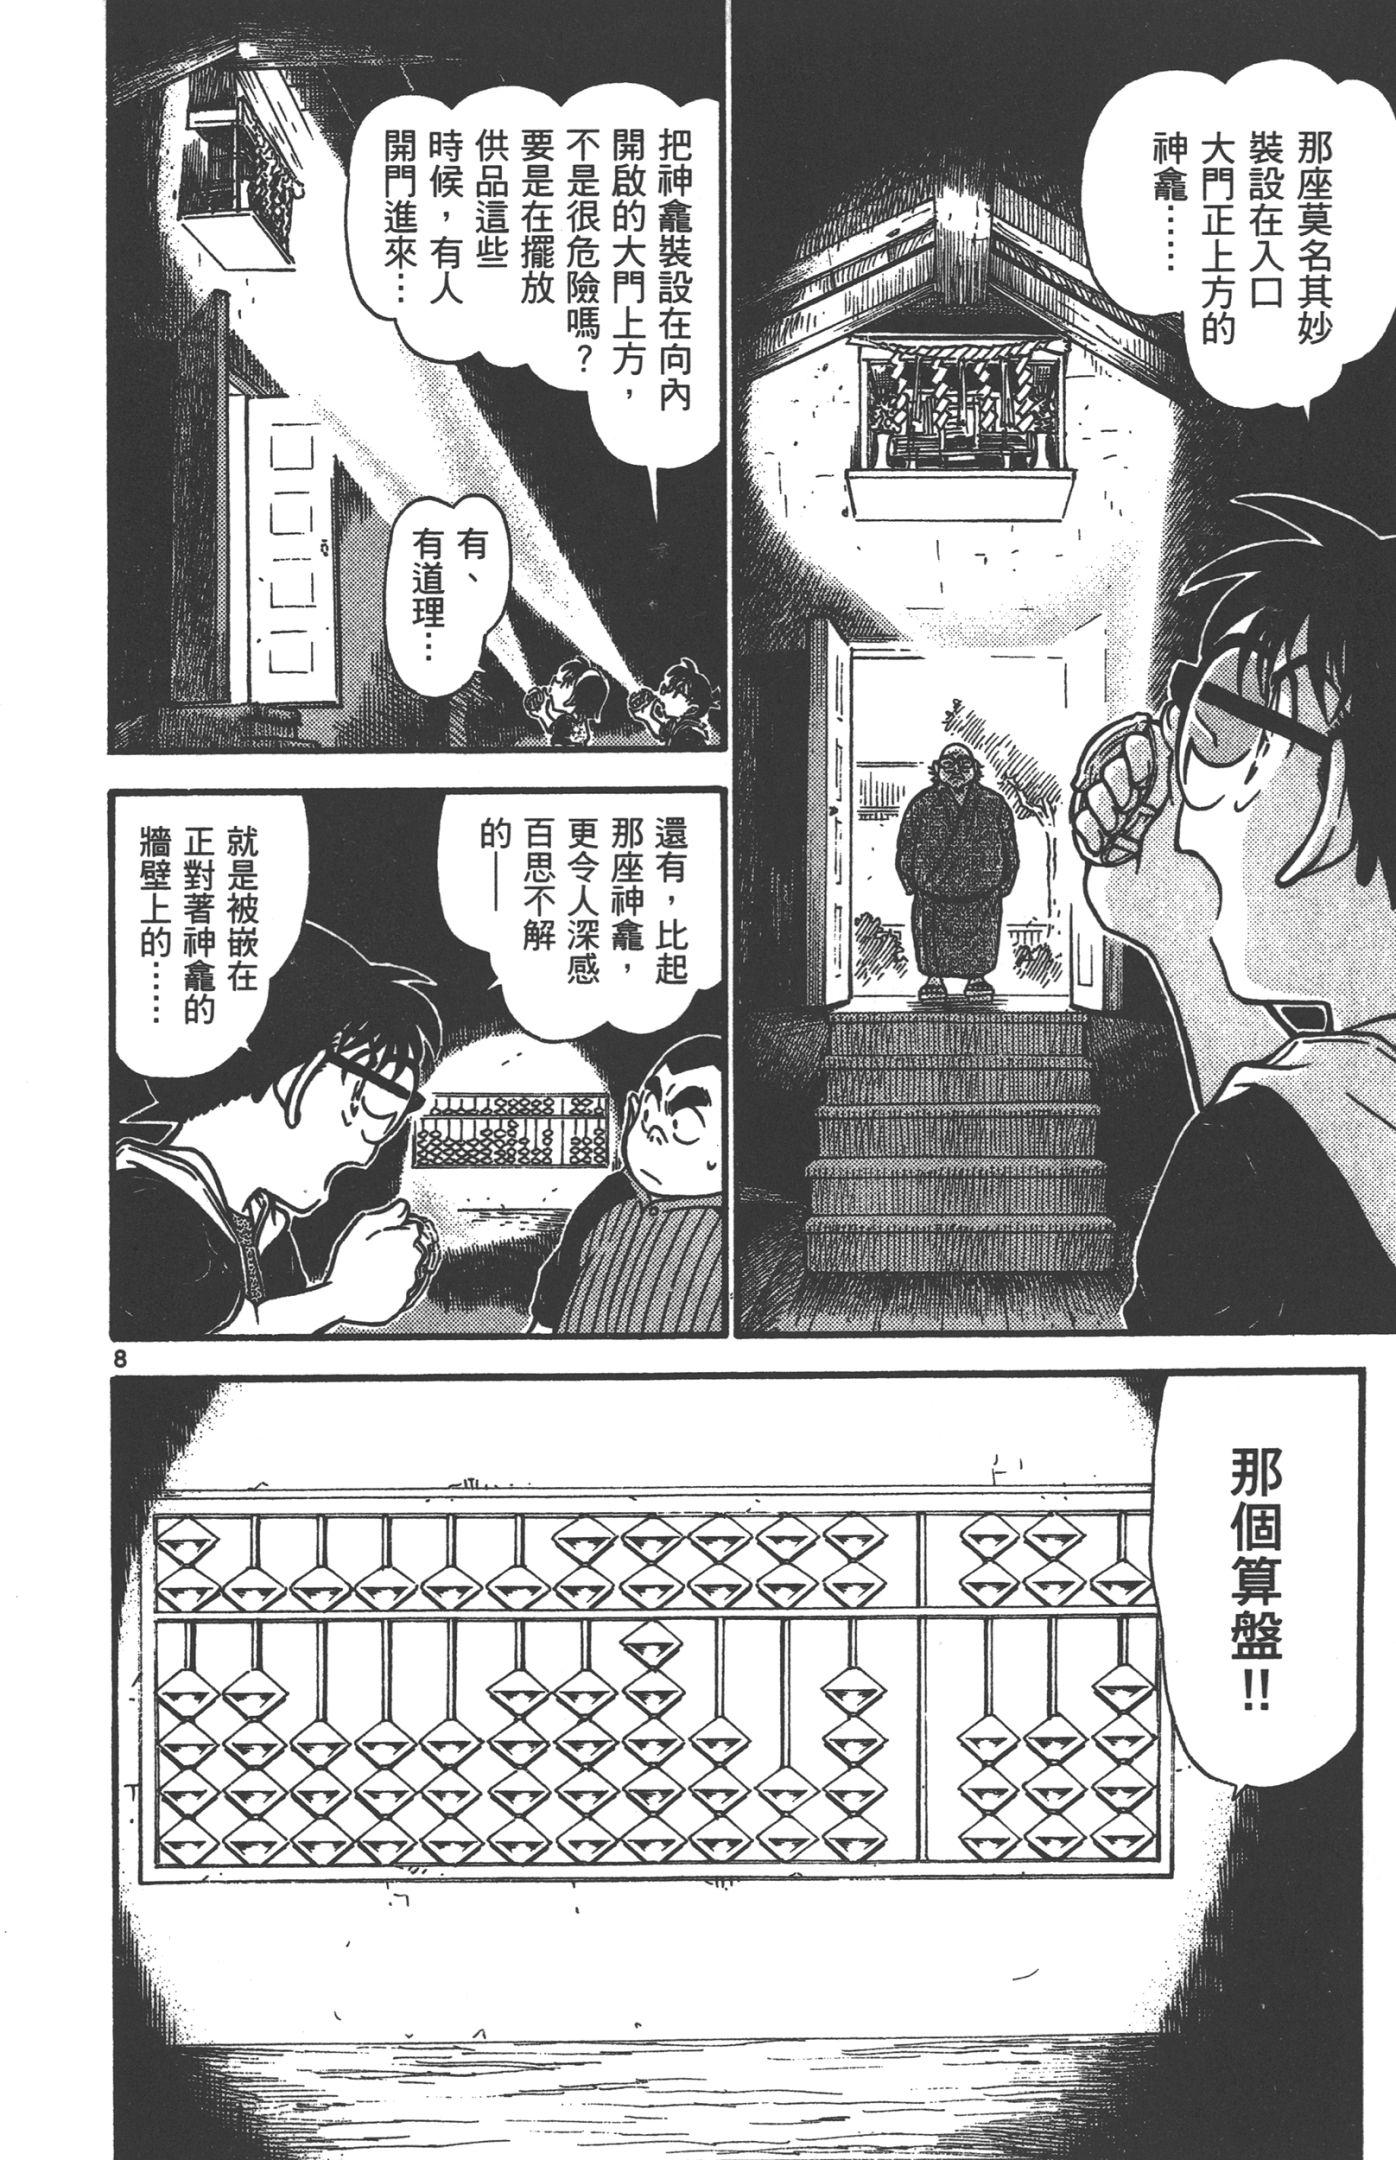 那座莫名其妙
裝設在入口
大門正上方的
神龕⋯⋯
把神龕裝設在向內
開啟的大門上方，
不是很危險嗎？
要是在擺放
供品這些
時候，有人
開門進來⋯
有、
有道理⋯
還有，比起
那座神龕，
更令人深感
百思不解
的—
就是被嵌在
正對著神龕的
牆壁上的⋯⋯
8
那個算盤!!